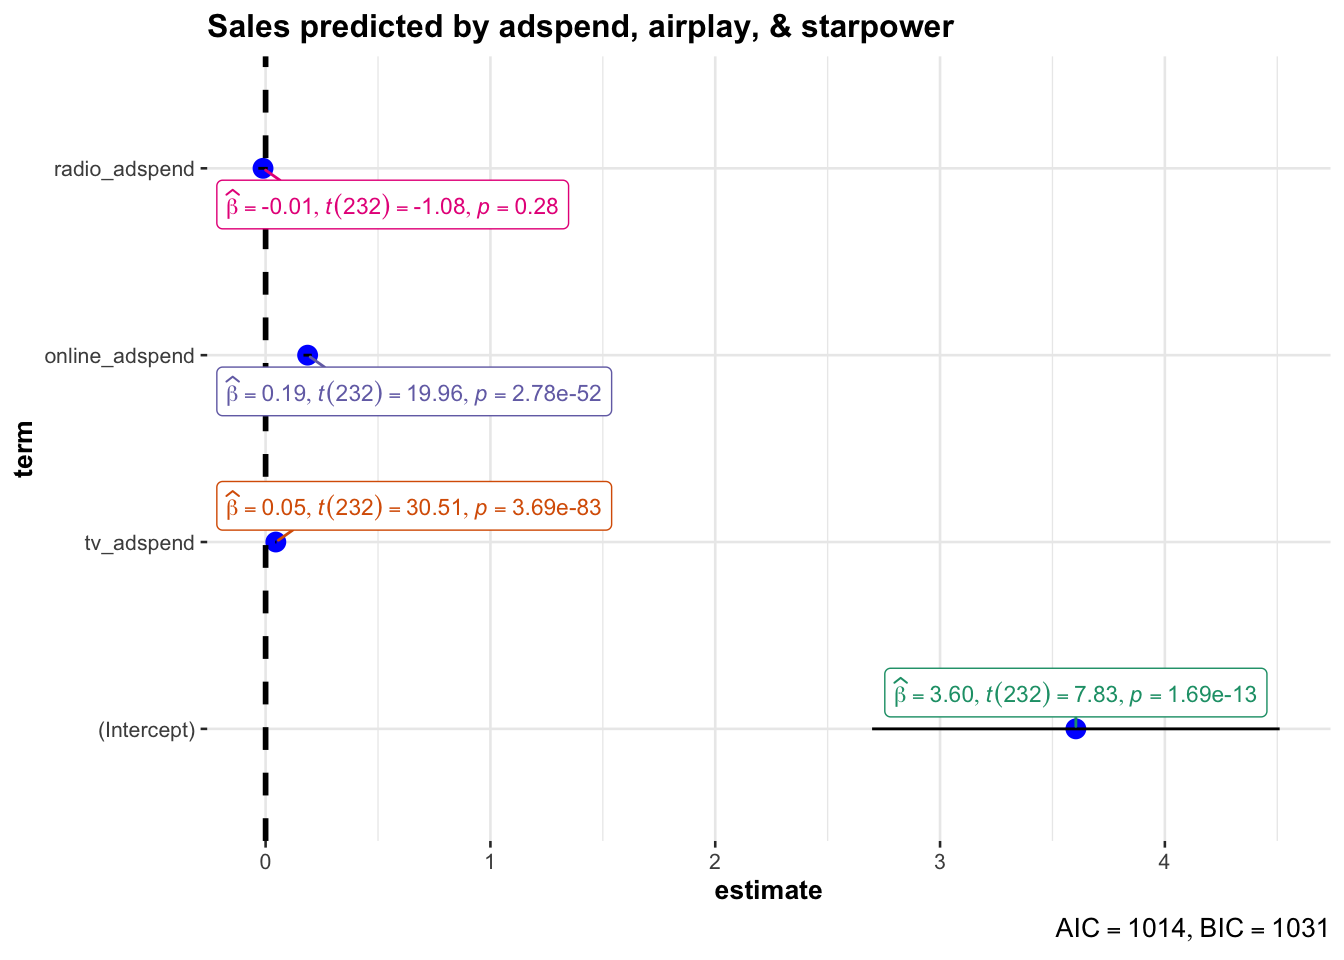 Sales predicted by adspend, airplay, & starpower
radio_adspend
β̂ = -0.01, t(232) = -1.08, p = 0.28
online_adspend
β̂ = 0.19, t(232) = 19.96, p = 2.78e-52
term
β̂ = 0.05, t(232) = 30.51, p = 3.69e-83
tv_adspend
β̂ = 3.60, t(232) = 7.83, p = 1.69e-13
(Intercept)
0 1 2 3 4
estimate
AIC = 1014, BIC = 1031